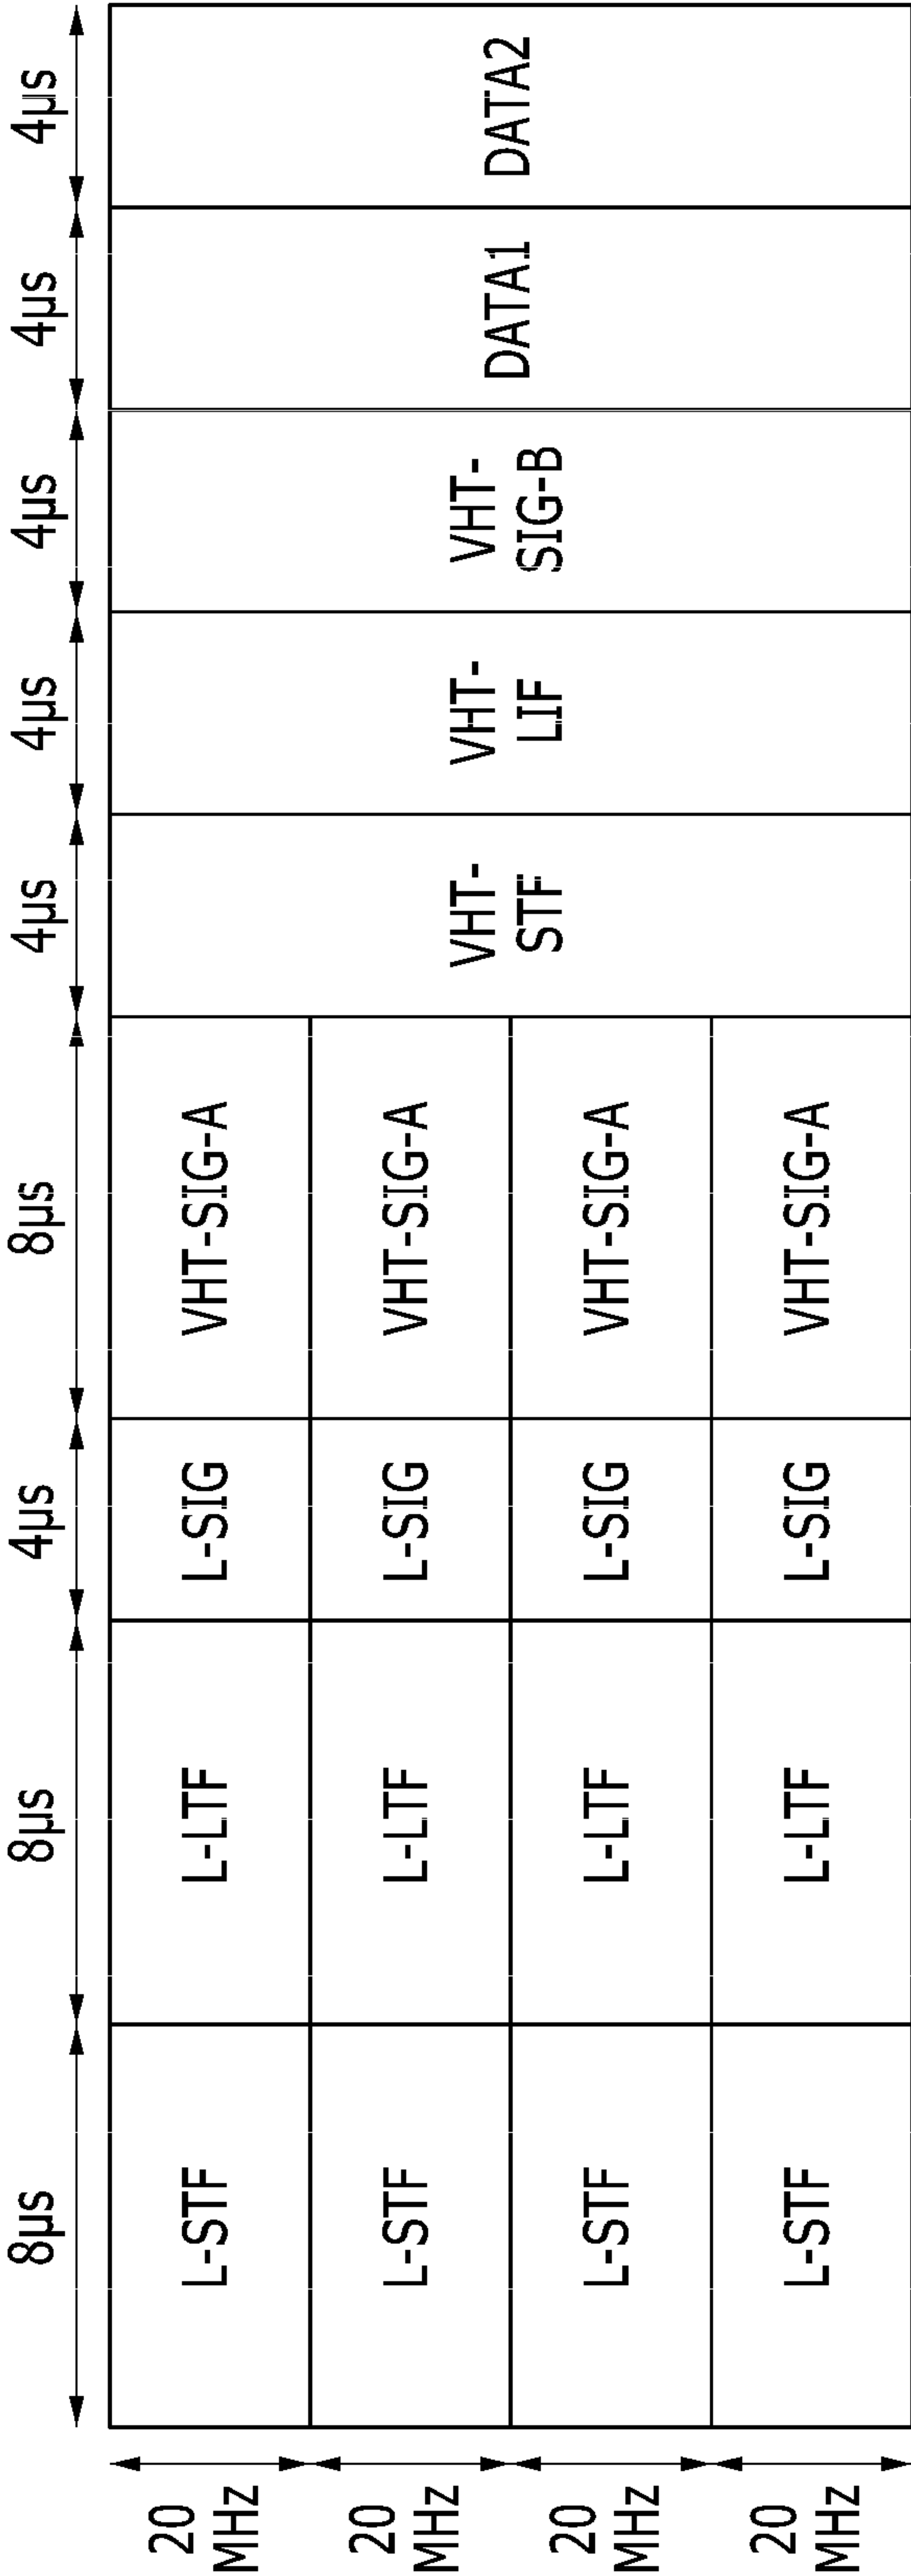 8µs
8µs
4µs
8µs
4µs
4µs
4µs
4µs
4µs
20
MHz
L-STF
L-LTF
L-SIG
VHT-SIG-A
20
MHz
L-STF
L-LTF
L-SIG
VHT-SIG-A
20
MHz
L-STF
L-LTF
L-SIG
VHT-SIG-A
20
MHz
L-STF
L-LTF
L-SIG
VHT-SIG-A
VHT-
STF
VHT-
LIF
VHT-
SIG-B
DATA1
DATA2